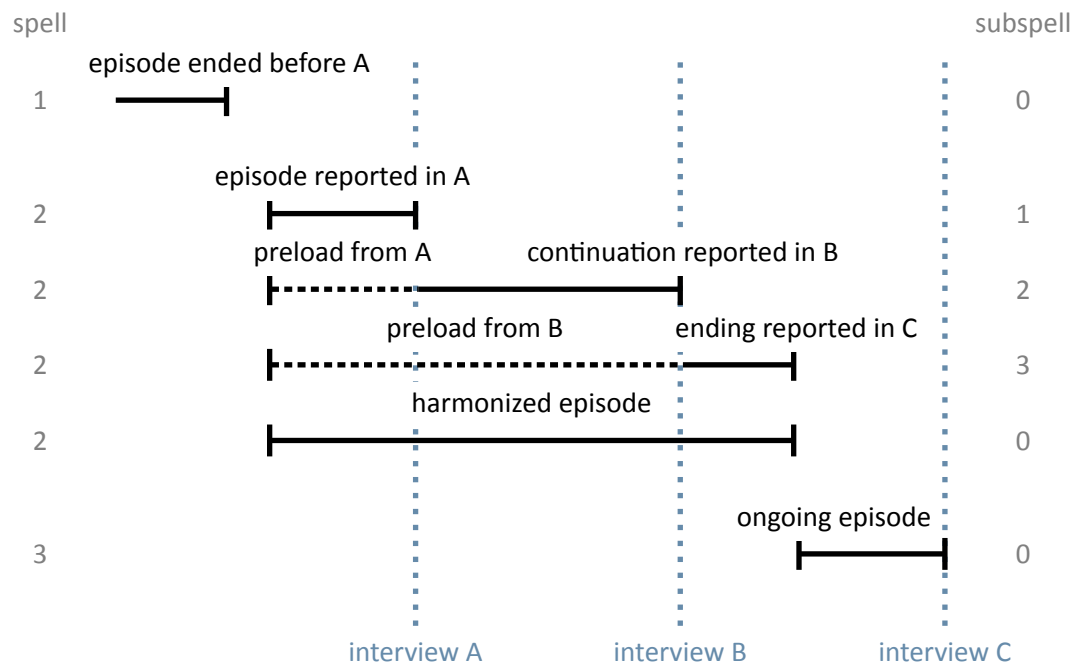 spell subspell
episode ended before A
1 0
episode reported in A
2 1
preload from A continuation reported in B
2 2
preload from B ending reported in C
2 3
harmonized episode
2 0
ongoing episode
3 0
interview A interview B interview C